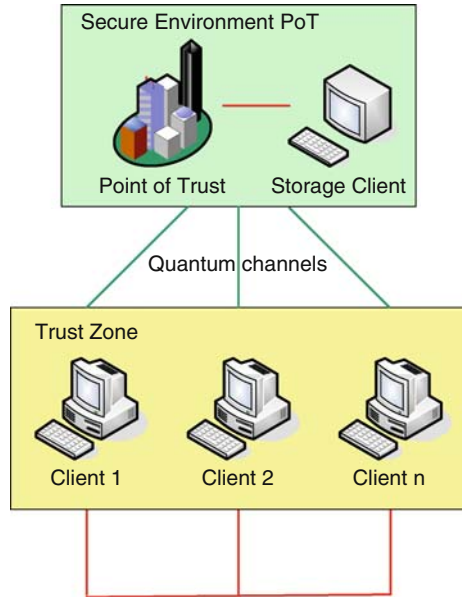 Secure Environment PoT
Point of Trust
Storage Client
Quantum channels
Trust Zone
Client 1
Client 2
Client n